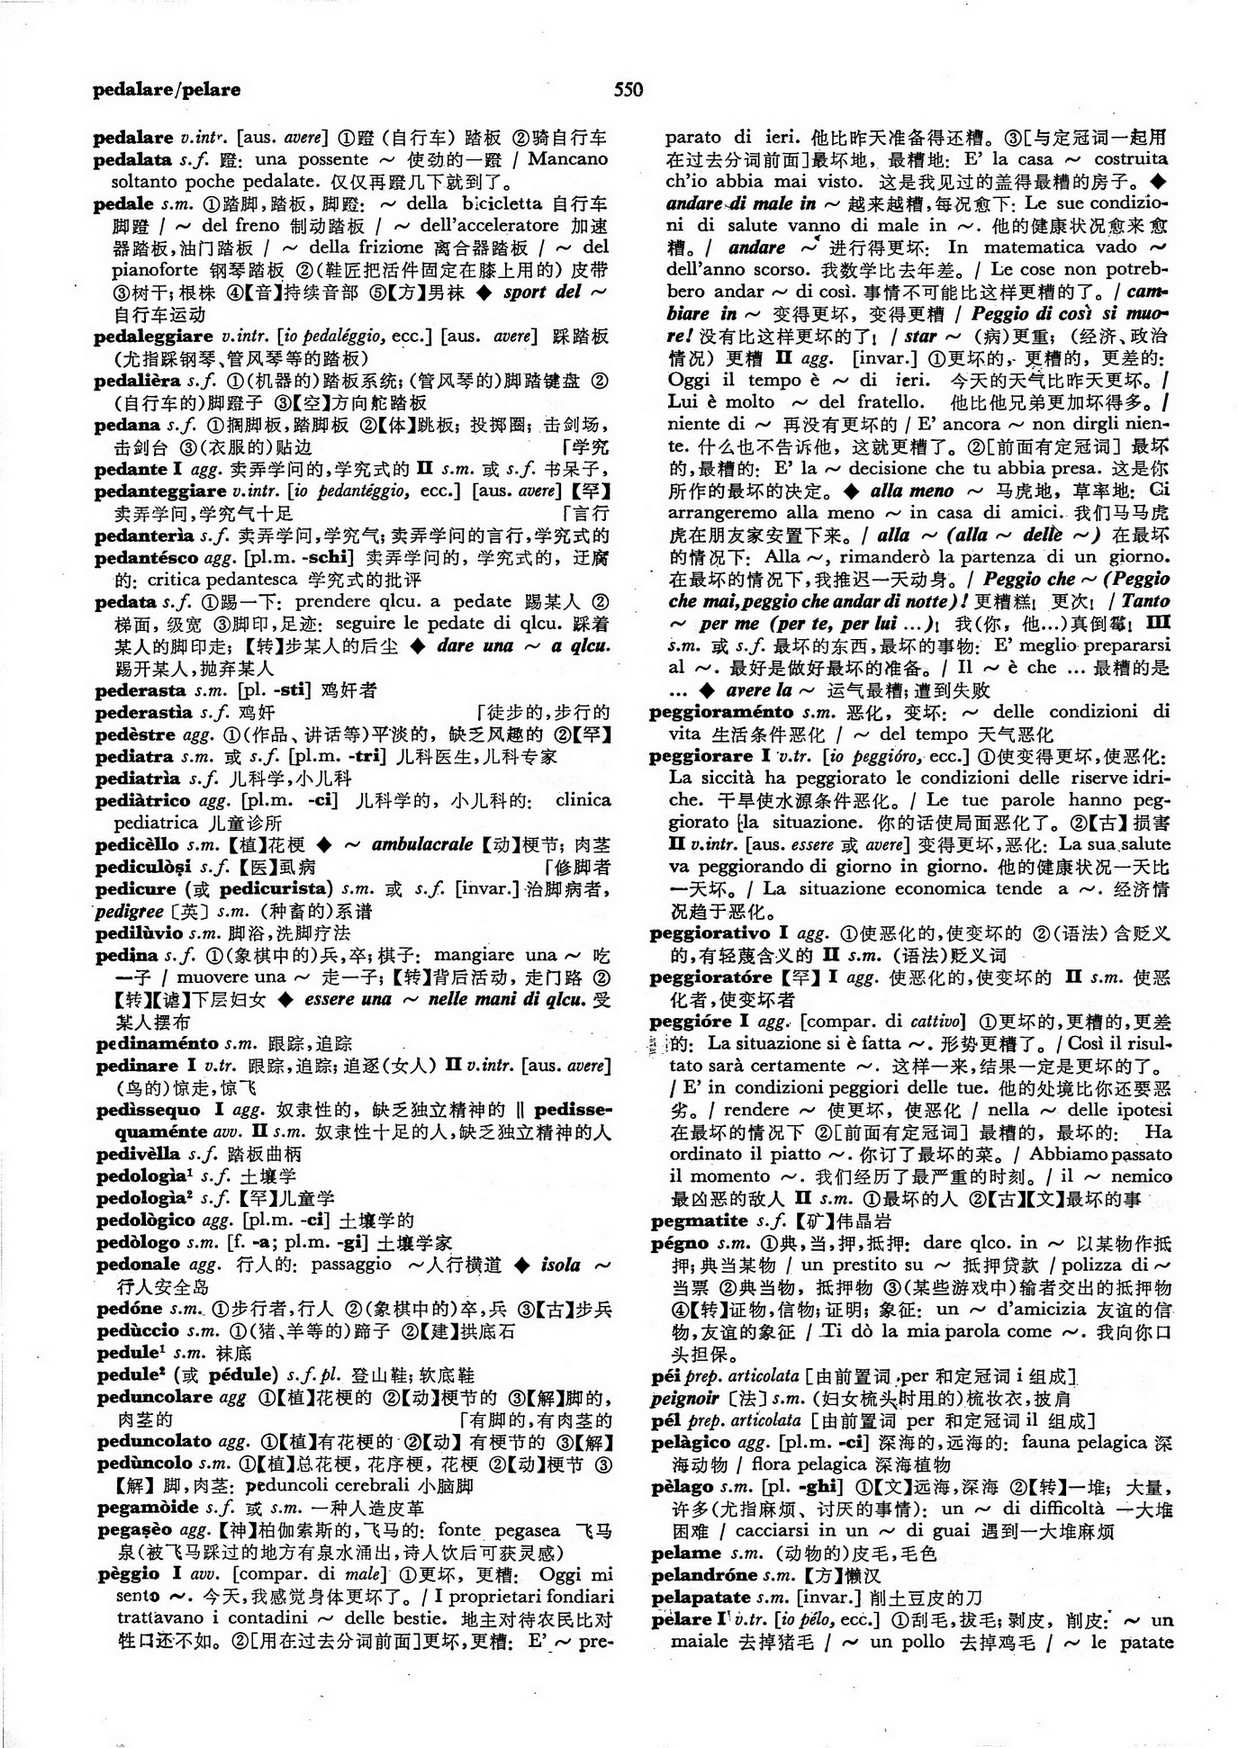 pedalare/pelare
550
pedalare v.intr. [aus. avere] ①蹬 (自行车) 踏板 ②骑自行车
pedalata s.f. 蹬: una possente ～ 使劲的一蹬 / Mancano
soltanto poche pedalate. 仅仅再蹬几下就到了。
pedale s.m. ①踏脚,踏板, 脚蹬: ～ della bicicletta 自行车
脚蹬 / ～ del freno 制动踏板 / ～ dell'acceleratore 加速
器踏板,油门踏板 / ～ della frizione 离合器踏板 / ～ del
pianoforte 钢琴踏板 ②(鞋匠把活件固定在膝上用的) 皮带
③树干; 根株 ④【音】持续音部 ⑤【方】男袜 ◆ sport del ～
自行车运动
pedaleggiare v.intr. [io pedaléggio, ecc.] [aus. avere] 踩踏板
(尤指踩钢琴、管风琴等的踏板)
pedalièra s.f. ①(机器的)踏板系统; (管风琴的)脚踏键盘 ②
(自行车的)脚蹬子 ③【空】方向舵踏板
pedana s.f. ①搁脚板,踏脚板 ②【体】跳板; 投掷圈; 击剑场,
击剑台 ③(衣服的)贴边 「学究
pedante I agg. 卖弄学问的,学究式的 II s.m. 或 s.f. 书呆子,
pedanteggiare v.intr. [io pedantéggio, ecc.] [aus. avere]【罕】
卖弄学问,学究气十足 「言行
pedanterìa s.f. 卖弄学问,学究气; 卖弄学问的言行,学究式的
pedantésco agg. [pl.m. -schi] 卖弄学问的, 学究式的, 迂腐
的: critica pedantesca 学究式的批评
pedata s.f. ①踢一下: prendere qlcu. a pedate 踢某人 ②
梯面, 级宽 ③脚印,足迹: seguire le pedate di qlcu. 踩着
某人的脚印走; 【转】步某人的后尘 ◆ dare una ～ a qlcu.
踢开某人,抛弃某人
pederasta s.m. [pl. -sti] 鸡奸者
pederastìa s.f. 鸡奸 「徒步的,步行的
pedèstre agg. ①(作品、讲话等)平淡的, 缺乏风趣的 ②【罕】
pediatra s.m. 或 s.f. [pl.m. -tri] 儿科医生,儿科专家
pediatrìa s.f. 儿科学,小儿科
pediàtrico agg. [pl.m. -ci] 儿科学的, 小儿科的: clinica
pediatrica 儿童诊所
pedicèllo s.m.【植】花梗 ◆ ～ ambulacrale【动】梗节; 肉茎
pediculòṣi s.f.【医】虱病 「修脚者
pedicure (或 pedicurista) s.m. 或 s.f. [invar.] 治脚病者,
pedigree〔英〕s.m. (种畜的)系谱
pedilùvio s.m. 脚浴,洗脚疗法
pedina s.f. ①(象棋中的)兵,卒; 棋子: mangiare una ～ 吃
一子 / muovere una ～ 走一子; 【转】背后活动, 走门路 ②
【转】【谑】下层妇女 ◆ essere una ～ nelle mani di qlcu. 受
某人摆布
pedinaménto s.m. 跟踪,追踪
pedinare I v.tr. 跟踪,追踪; 追逐(女人) II v.intr. [aus. avere]
(鸟的)惊走,惊飞
pedìssequo I agg. 奴隶性的, 缺乏独立精神的 ‖ pedisse-
quaménte avv. II s.m. 奴隶性十足的人,缺乏独立精神的人
pedivèlla s.f. 踏板曲柄
pedologìa¹ s.f. 土壤学
pedologìa² s.f.【罕】儿童学
pedològico agg. [pl.m. -ci] 土壤学的
pedòlogo s.m. [f. -a; pl.m. -gi] 土壤学家
pedonale agg. 行人的: passaggio ～人行横道 ◆ isola ～
行人安全岛
pedóne s.m. ①步行者,行人 ②(象棋中的)卒,兵 ③【古】步兵
pedùccio s.m. ①(猪、羊等的)蹄子 ②【建】拱底石
pedule¹ s.m. 袜底
pedule² (或 pédule) s.f.pl. 登山鞋; 软底鞋
peduncolare agg ①【植】花梗的 ②【动】梗节的 ③【解】脚的,
肉茎的 「有脚的,有肉茎的
peduncolato agg. ①【植】有花梗的 ②【动】有梗节的 ③【解】
pedùncolo s.m. ①【植】总花梗, 花序梗, 花梗 ②【动】梗节 ③
【解】脚,肉茎: peduncoli cerebrali 小脑脚
pegamòide s.f. 或 s.m. 一种人造皮革
pegaṣèo agg.【神】柏伽索斯的,飞马的: fonte pegasea 飞马
泉(被飞马踩过的地方有泉水涌出,诗人饮后可获灵感)
pèggio I avv. [compar. di male] ①更坏, 更糟: Oggi mi
sento ～. 今天,我感觉身体更坏了。/ I proprietari fondiari
trattavano i contadini ～ delle bestie. 地主对待农民比对
牲口还不如。②[用在过去分词前面]更坏,更糟: E' ～ pre-
parato di ieri. 他比昨天准备得还糟。③[与定冠词一起用
在过去分词前面]最坏地, 最糟地: E' la casa ～ costruita
ch'io abbia mai visto. 这是我见过的盖得最糟的房子。◆
andare di male in ～ 越来越糟,每况愈下: Le sue condizio-
ni di salute vanno di male in ～. 他的健康状况愈来愈
糟。/ andare ～ 进行得更坏: In matematica vado ～
dell'anno scorso. 我数学比去年差。/ Le cose non potreb-
bero andar ～ di così. 事情不可能比这样更糟的了。/ cam-
biare in ～ 变得更坏, 变得更糟 / Peggio di così si muo-
re! 没有比这样更坏的了! / star ～ (病)更重; (经济、政治
情况) 更糟 II agg. [invar.] ①更坏的, 更糟的, 更差的:
Oggi il tempo è ～ di ieri. 今天的天气比昨天更坏。/
Lui è molto ～ del fratello. 他比他兄弟更加坏得多。/
niente di ～ 再没有更坏的 / E' ancora ～ non dirgli nien-
te. 什么也不告诉他, 这就更糟了。②[前面有定冠词] 最坏
的,最糟的: E' la ～ decisione che tu abbia presa. 这是你
所作的最坏的决定。◆ alla meno ～ 马虎地, 草率地: Ci
arrangeremo alla meno ～ in casa di amici. 我们马马虎
虎在朋友家安置下来。/ alla ～ (alla ～ delle ～) 在最坏
的情况下: Alla ～, rimanderò la partenza di un giorno.
在最坏的情况下,我推迟一天动身。/ Peggio che ～ (Peggio
che mai, peggio che andar di notte)! 更糟糕! 更次! / Tanto
～ per me (per te, per lui ...)! 我(你, 他...)真倒霉! III
s.m. 或 s.f. 最坏的东西,最坏的事物: E' meglio prepararsi
al ～. 最好是做好最坏的准备。/ Il ～ è che ... 最糟的是
... ◆ avere la ～ 运气最糟; 遭到失败
peggioraménto s.m. 恶化, 变坏: ～ delle condizioni di
vita 生活条件恶化 / ～ del tempo 天气恶化
peggiorare I v.tr. [io peggióro, ecc.] ①使变得更坏,使恶化:
La siccità ha peggiorato le condizioni delle riserve idri-
che. 干旱使水源条件恶化。/ Le tue parole hanno peg-
giorato la situazione. 你的话使局面恶化了。②【古】损害
II v.intr. [aus. essere 或 avere] 变得更坏,恶化: La sua salute
va peggiorando di giorno in giorno. 他的健康状况一天比
一天坏。/ La situazione economica tende a ～. 经济情
况趋于恶化。
peggiorativo I agg. ①使恶化的,使变坏的 ②(语法) 含贬义
的,有轻蔑含义的 II s.m. (语法)贬义词
peggioratóre【罕】I agg. 使恶化的,使变坏的 II s.m. 使恶
化者,使变坏者
peggióre I agg. [compar. di cattivo] ①更坏的,更糟的,更差
的: La situazione si è fatta ～. 形势更糟了。/ Così il risul-
tato sarà certamente ～. 这样一来,结果一定是更坏的了。
/ E' in condizioni peggiori delle tue. 他的处境比你还要恶
劣。/ rendere ～ 使更坏, 使恶化 / nella ～ delle ipotesi
在最坏的情况下 ②[前面有定冠词] 最糟的, 最坏的: Ha
ordinato il piatto ～. 你订了最坏的菜。/ Abbiamo passato
il momento ～. 我们经历了最严重的时刻。/ il ～ nemico
最凶恶的敌人 II s.m. ①最坏的人 ②【古】【文】最坏的事
pegmatite s.f.【矿】伟晶岩
pégno s.m. ①典,当,押,抵押: dare qlco. in ～ 以某物作抵
押; 典当某物 / un prestito su ～ 抵押贷款 / polizza di ～
当票 ②典当物, 抵押物 ③(某些游戏中)输者交出的抵押物
④【转】证物,信物; 证明; 象征: un ～ d'amicizia 友谊的信
物,友谊的象征 / Ti dò la mia parola come ～. 我向你口
头担保。
péi prep. articolata [由前置词 per 和定冠词 i 组成]
peignoir〔法〕s.m. (妇女梳头时用的)梳妆衣,披肩
pél prep. articolata [由前置词 per 和定冠词 il 组成]
pelàgico agg. [pl.m. -ci] 深海的,远海的: fauna pelagica 深
海动物 / flora pelagica 深海植物
pèlago s.m. [pl. -ghi] ①【文】远海,深海 ②【转】一堆; 大量,
许多(尤指麻烦、讨厌的事情): un ～ di difficoltà 一大堆
困难 / cacciarsi in un ～ di guai 遇到一大堆麻烦
pelame s.m. (动物的)皮毛,毛色
pelandróne s.m.【方】懒汉
pelapatate s.m. [invar.] 削土豆皮的刀
pelare I v.tr. [io pélo, ecc.] ①刮毛,拔毛; 剥皮, 削皮: ～ un
maiale 去掉猪毛 / ～ un pollo 去掉鸡毛 / ～ le patate